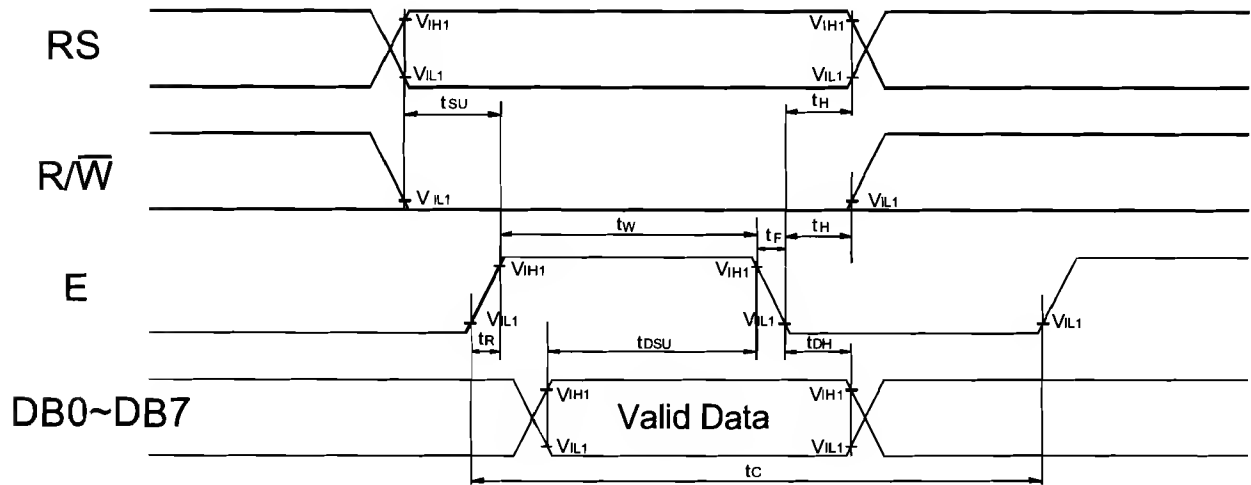 RS
VIH1
VIH1
VIL1
VIL1
tSU
tH
R/W̅
VIL1
VIL1
tW
tF
tH
E
VIH1
VIH1
VIL1
VIL1
VIL1
tR
tDSU
tDH
DB0~DB7
VIH1
Valid Data
VIH1
VIL1
VIL1
tC